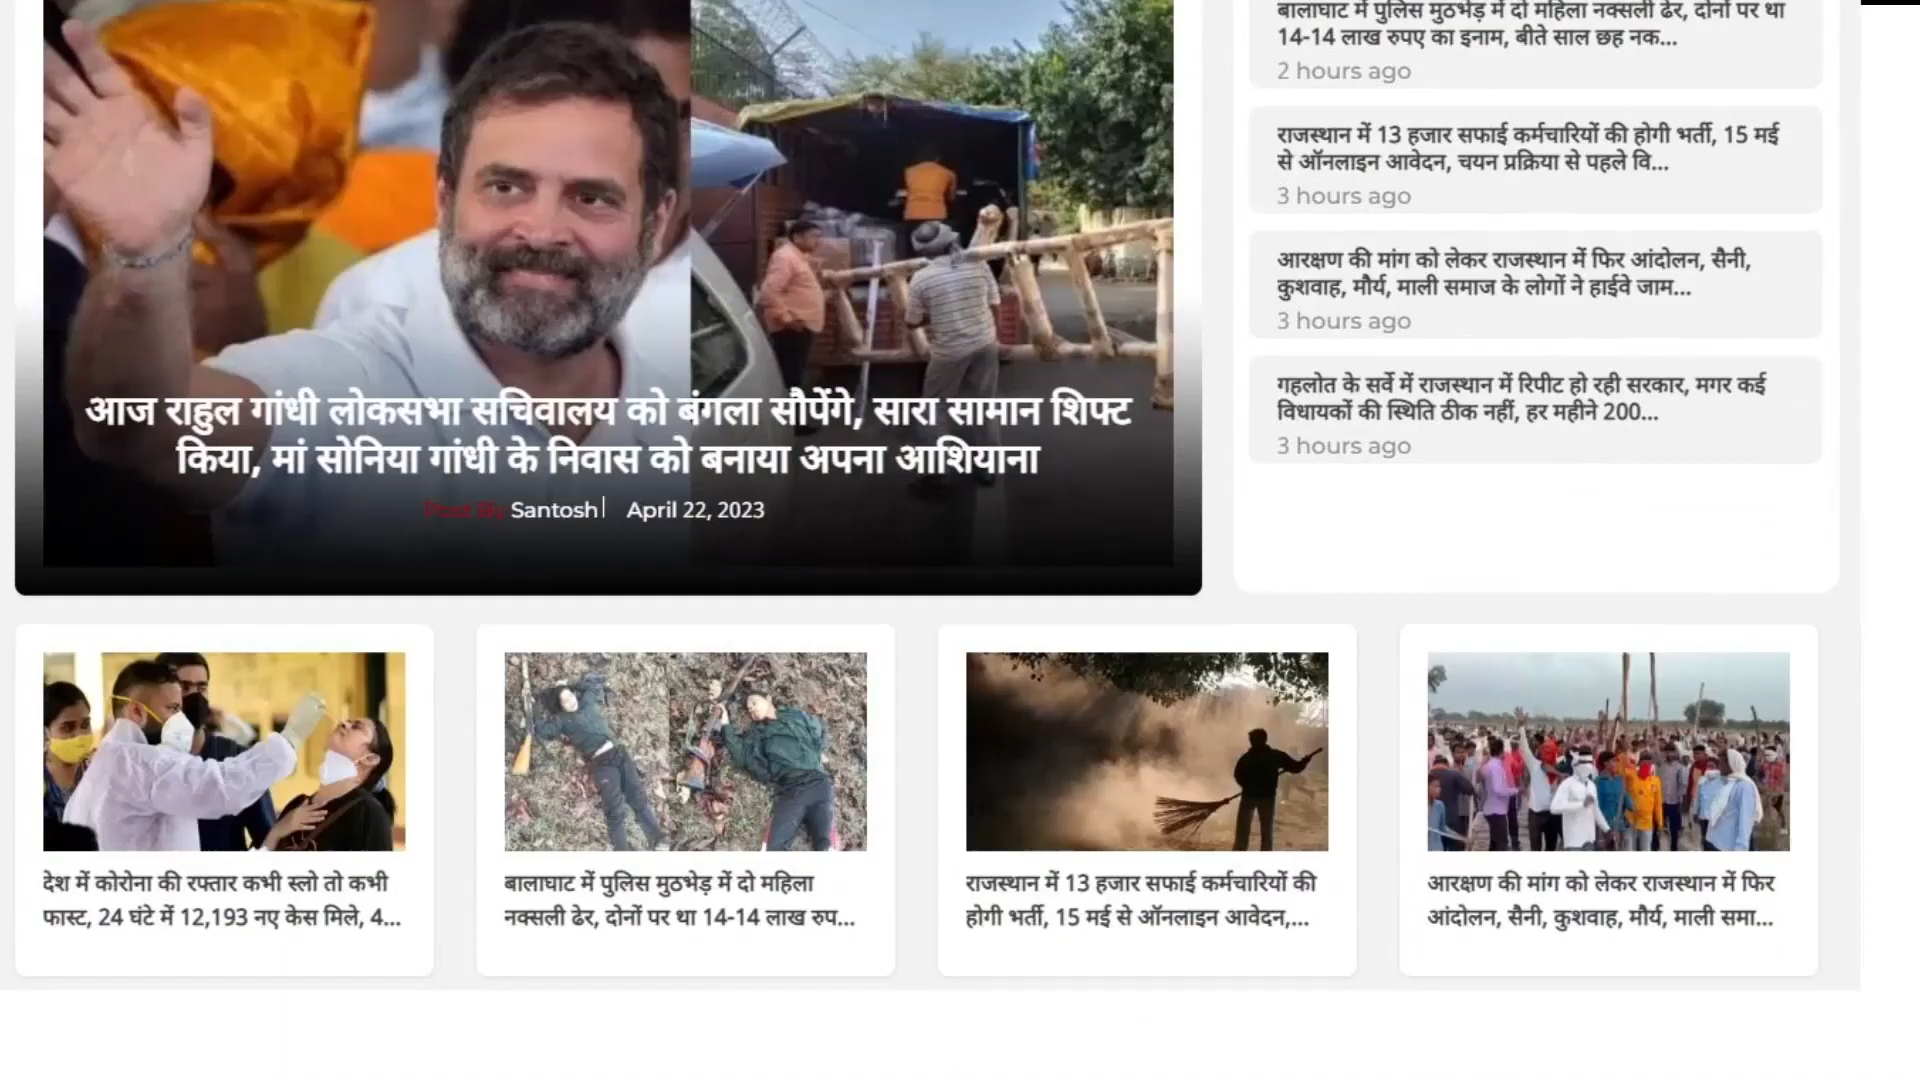 आज राहुल गांधी लोकसभा सचिवालय को बंगला सौपेंगे, सारा सामान शिफ्ट
किया, मां सोनिया गांधी के निवास को बनाया अपना आशियाना
Post By Santosh| April 22, 2023
बालाघाट में पुलिस मुठभेड़ में दो महिला नक्सली ढेर, दोनों पर था
14-14 लाख रुपए का इनाम, बीते साल छह नक...
2 hours ago
राजस्थान में 13 हजार सफाई कर्मचारियों की होगी भर्ती, 15 मई
से ऑनलाइन आवेदन, चयन प्रक्रिया से पहले वि...
3 hours ago
आरक्षण की मांग को लेकर राजस्थान में फिर आंदोलन, सैनी,
कुशवाह, मौर्य, माली समाज के लोगों ने हाईवे जाम...
3 hours ago
गहलोत के सर्वे में राजस्थान में रिपीट हो रही सरकार, मगर कई
विधायकों की स्थिति ठीक नहीं, हर महीने 200...
3 hours ago
देश में कोरोना की रफ्तार कभी स्लो तो कभी
फास्ट, 24 घंटे में 12,193 नए केस मिले, 4...
बालाघाट में पुलिस मुठभेड़ में दो महिला
नक्सली ढेर, दोनों पर था 14-14 लाख रुप...
राजस्थान में 13 हजार सफाई कर्मचारियों की
होगी भर्ती, 15 मई से ऑनलाइन आवेदन,...
आरक्षण की मांग को लेकर राजस्थान में फिर
आंदोलन, सैनी, कुशवाह, मौर्य, माली समा...